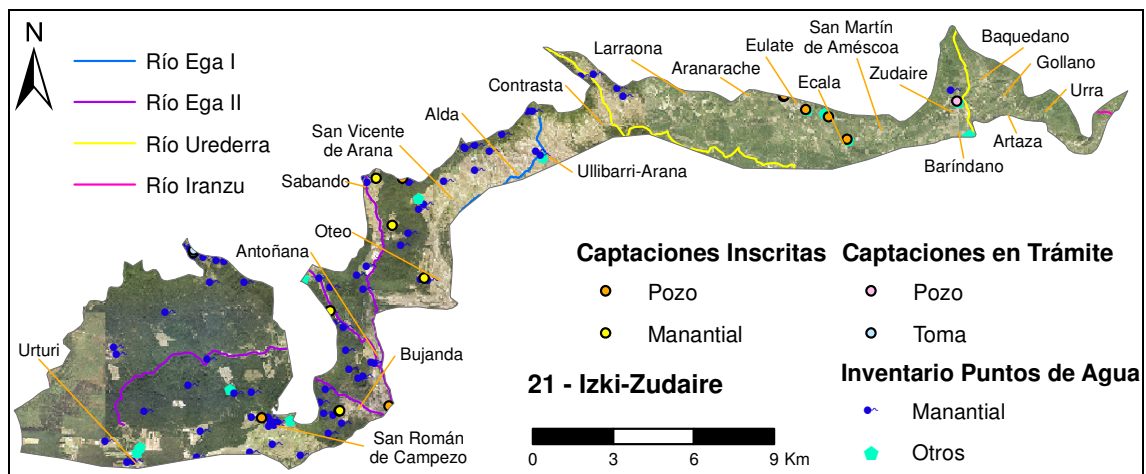 N
Río Ega I
Río Ega II
Río Urederra
Río Iranzu
Larraona
Aranarache
Contrasta
Eulate
Ecala
San Martín
de Améscoa
Zudaire
Baquedano
Gollano
Urra
Artaza
Baríndano
Alda
San Vicente
de Arana
Sabando
Ullibarri-Arana
Oteo
Antoñana
Bujanda
Urturi
San Román
de Campezo
Captaciones Inscritas
Pozo
Manantial
Captaciones en Trámite
Pozo
Toma
Inventario Puntos de Agua
Manantial
Otros
21 - Izki-Zudaire
0 3 6 9 Km